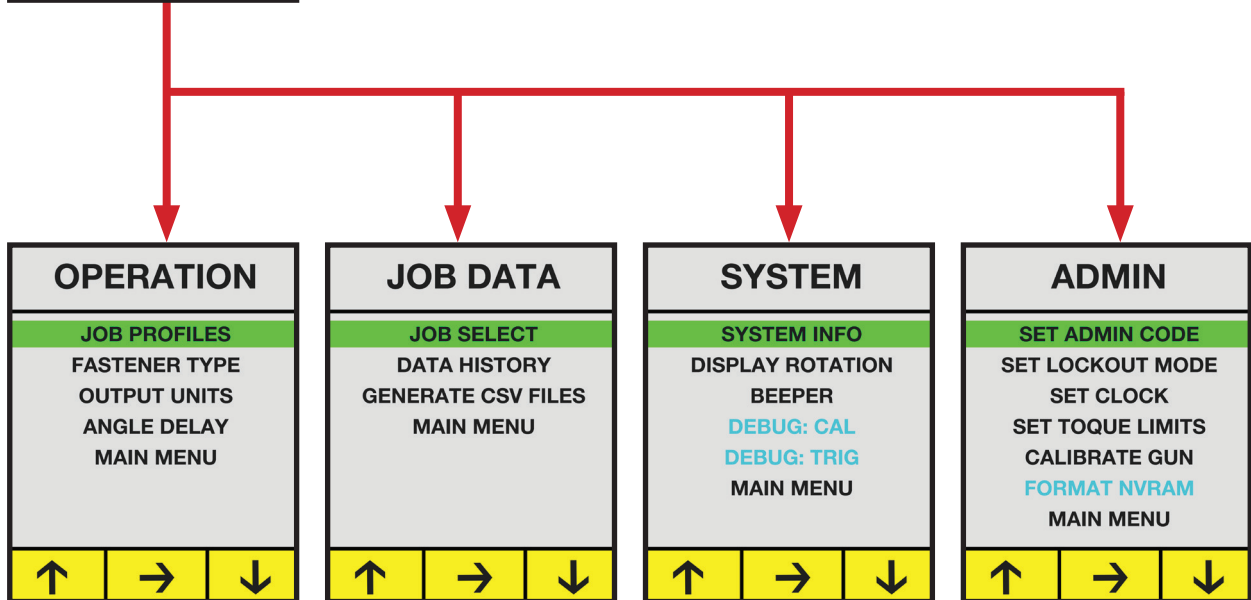 OPERATION
JOB PROFILES
FASTENER TYPE
OUTPUT UNITS
ANGLE DELAY
MAIN MENU
JOB DATA
JOB SELECT
DATA HISTORY
GENERATE CSV FILES
MAIN MENU
SYSTEM
SYSTEM INFO
DISPLAY ROTATION
BEEPER
DEBUG: CAL
DEBUG: TRIG
MAIN MENU
ADMIN
SET ADMIN CODE
SET LOCKOUT MODE
SET CLOCK
SET TOQUE LIMITS
CALIBRATE GUN
FORMAT NVRAM
MAIN MENU